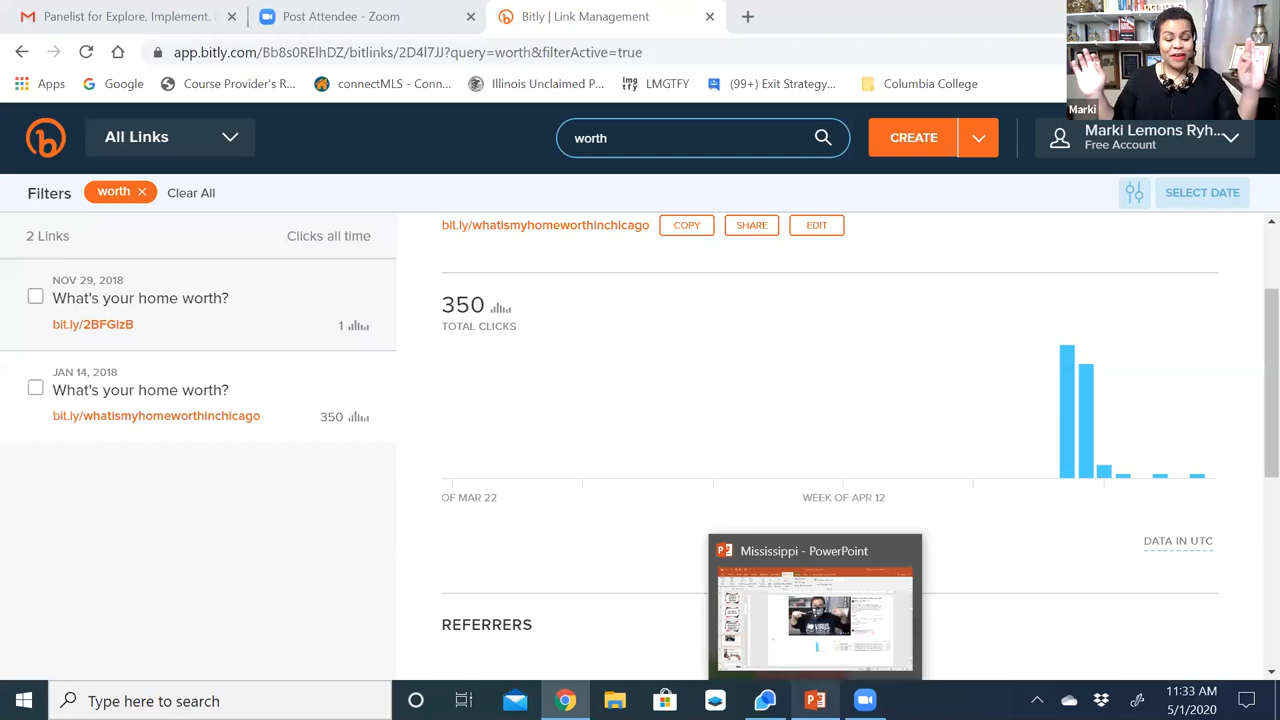 Panelist for Explore, Implement,
Post Attendee - Zoom
Bitly | Link Management
app.bitly.com/Bb8s0RElhDZ/bitlinks/2D4I7IJ?query=worth&filterActive=true
Apps
Google
Course Provider's R...
connectMLS - Conn...
Illinois Unclaimed P...
lmg tfy LMGTFY
(99+) Exit Strategy...
Columbia College
Marki
All Links
worth
CREATE
Marki Lemons Ryh...
Free Account
Filters
worth
Clear All
SELECT DATE
2 Links
Clicks all time
NOV 29, 2018
What's your home worth?
bit.ly/2BFGlzB
1
JAN 14, 2018
What's your home worth?
bit.ly/whatismyhomeworthinchicago
350
bit.ly/whatismyhomeworthinchicago
COPY
SHARE
EDIT
350
TOTAL CLICKS
OF MAR 22
WEEK OF APR 12
DATA IN UTC
REFERRERS
Mississippi - PowerPoint
Type here to search
11:33 AM
5/1/2020